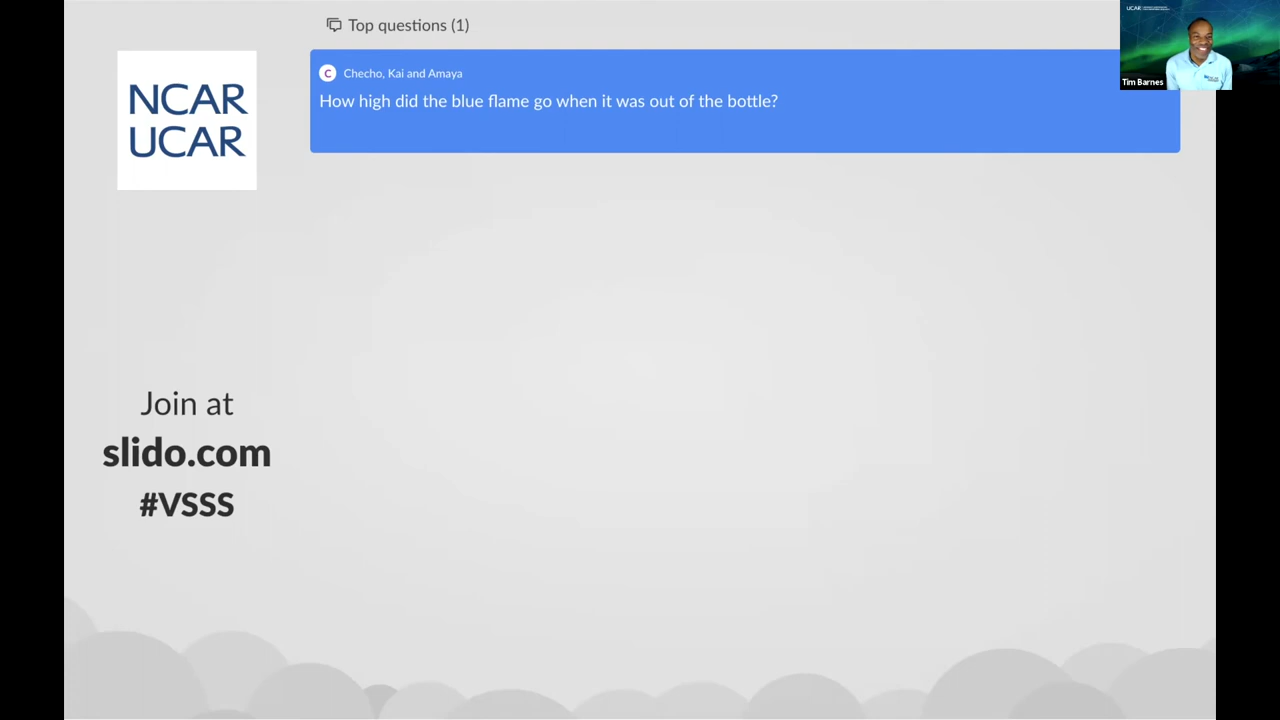 Top questions (1)
NCAR
UCAR
C Checho, Kai and Amaya
How high did the blue flame go when it was out of the bottle?
UCAR
Tim Barnes
Join at
slido.com
#VSSS